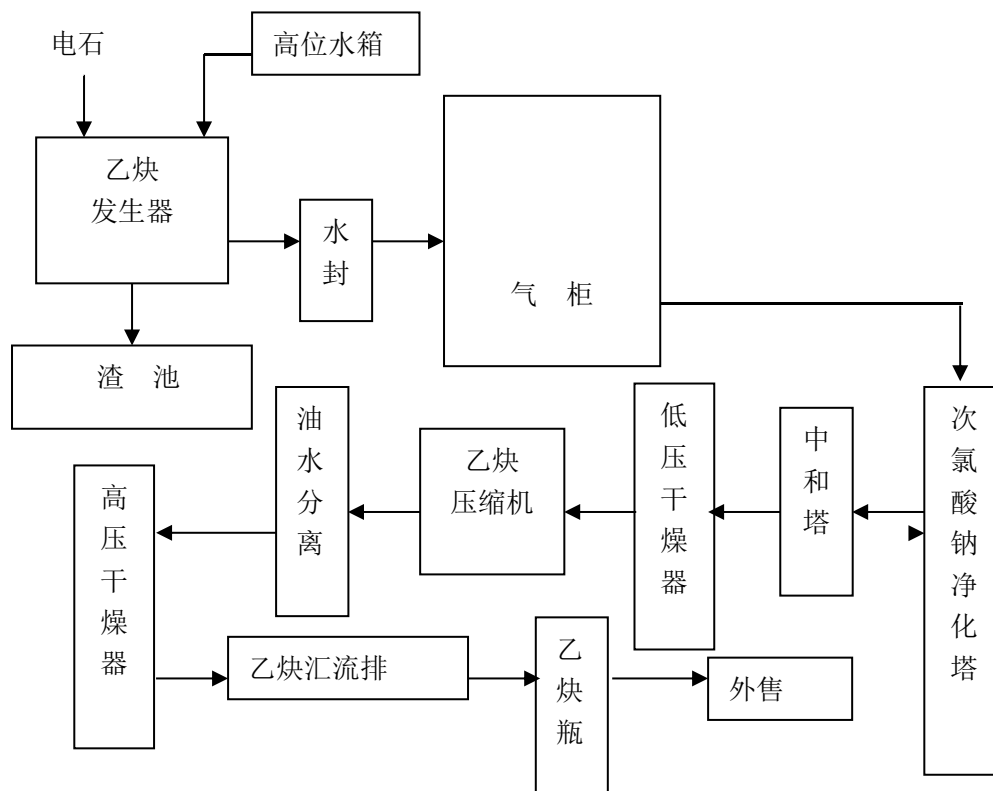 电石
高位水箱
乙炔
发生器
水封
气 柜
渣 池
次氯酸钠净化塔
中和塔
低压干燥器
乙炔
压缩机
油水分离
高压干燥器
乙炔汇流排
乙炔瓶
外售